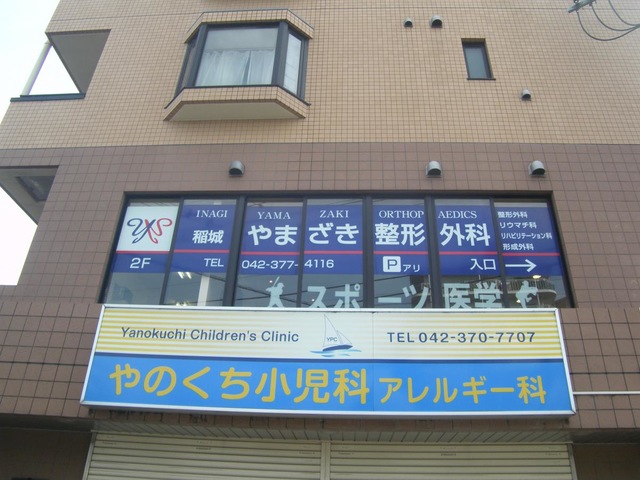 INAGI YAMA ZAKI ORTHOP AEDICS
稲城 やまざき整形外科
整形外科
リウマチ科
リハビリテーション科
形成外科
2F TEL 042-377-4116 P アリ 入口 →
スポーツ医学
Yanokuchi Children's Clinic YPC TEL 042-370-7707
やのくち小児科 アレルギー科